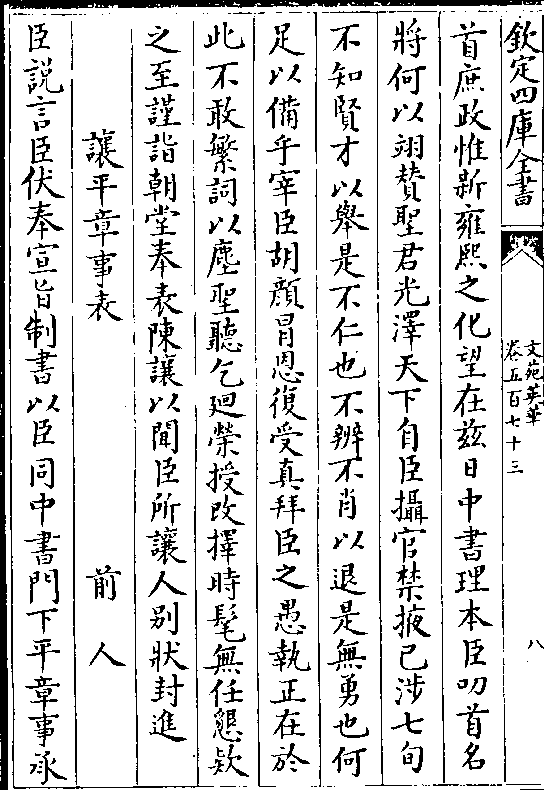 欽定四庫全書
文苑英華
卷五百七十三
八
首庶政惟新雍熙之化望在茲日中書理本臣叨首名
將何以翊贊聖君光澤天下自臣攝官禁掖已涉七旬
不知賢才以舉是不仁也不辨不肖以退是無勇也何
足以備乎宰臣胡顏冒恩復受真拜臣之愚執正在於
此不敢繁詞以塵聖聽乞迴榮授改擇時髦無任懇欵
之至謹詣朝堂奉表陳讓以聞臣所讓人别狀封進
讓平章事表 前人
臣説言臣伏奉宣旨制書以臣同中書門下平章事承